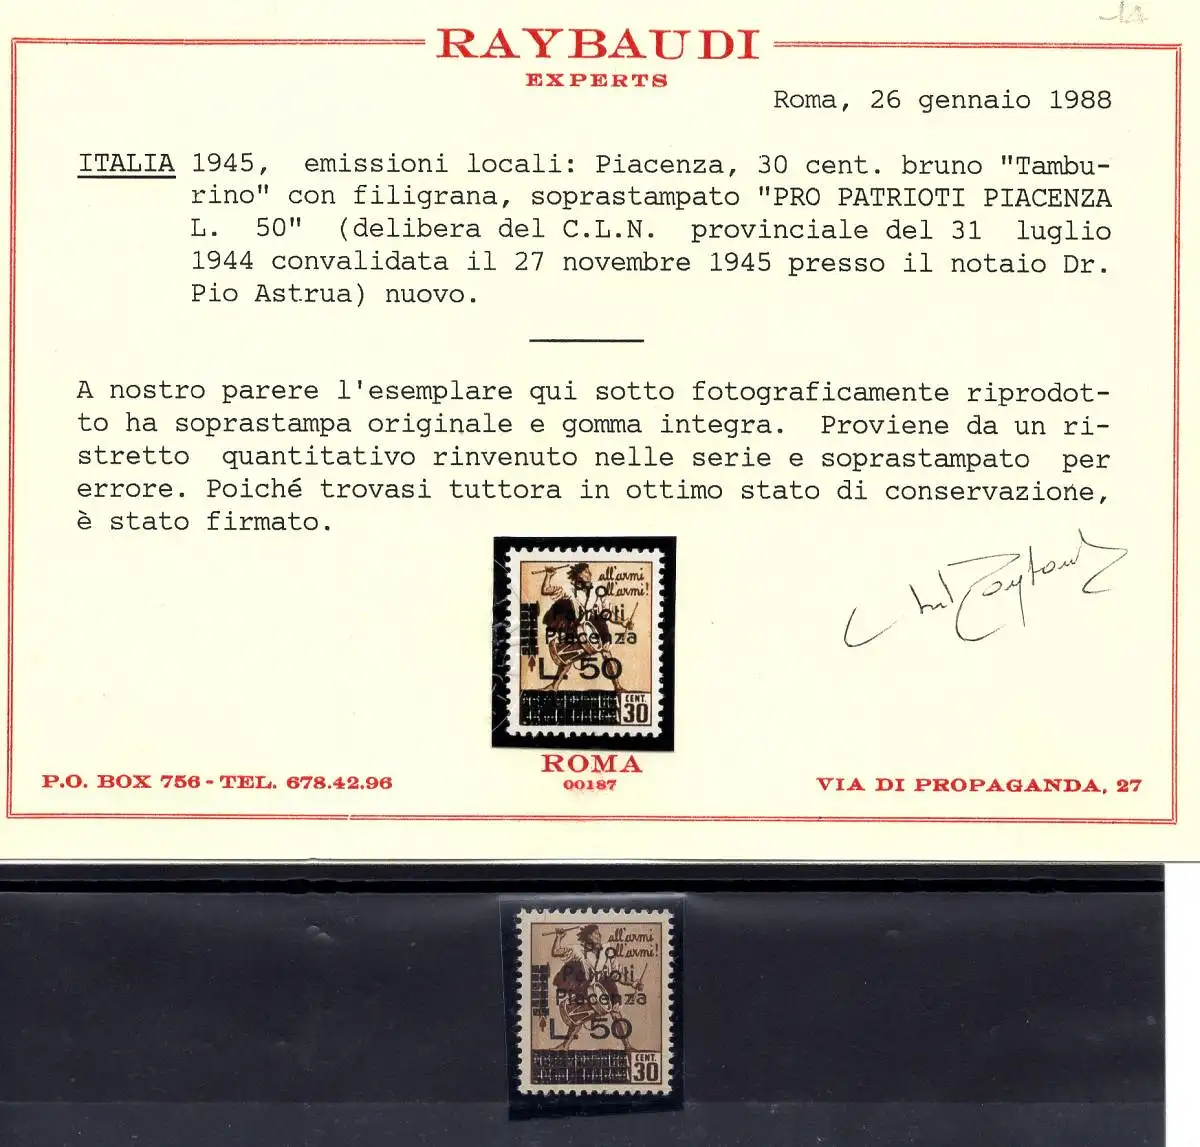 RAYBAUDI
EXPERTS
Roma, 26 gennaio 1988
ITALIA 1945, emissioni locali: Piacenza, 30 cent. bruno "Tambu-
rino" con filigrana, soprastampato "PRO PATRIOTI PIACENZA
L. 50" (delibera del C.L.N. provinciale del 31 luglio
1944 convalidata il 27 novembre 1945 presso il notaio Dr.
Pio Astrua) nuovo.
A nostro parere l'esemplare qui sotto fotograficamente riprodot-
to ha soprastampa originale e gomma integra. Proviene da un ri-
stretto quantitativo rinvenuto nelle serie e soprastampato per
errore. Poiché trovasi tuttora in ottimo stato di conservazione,
è stato firmato.
all'armi
all'armi!
Pro
Patrioti
Piacenza
L. 50
CENT.
30
ROMA
00187
P.O. BOX 756 - TEL. 678.42.96
VIA DI PROPAGANDA, 27
all'armi
all'armi!
Pro
Patrioti
Piacenza
L. 50
CENT.
30